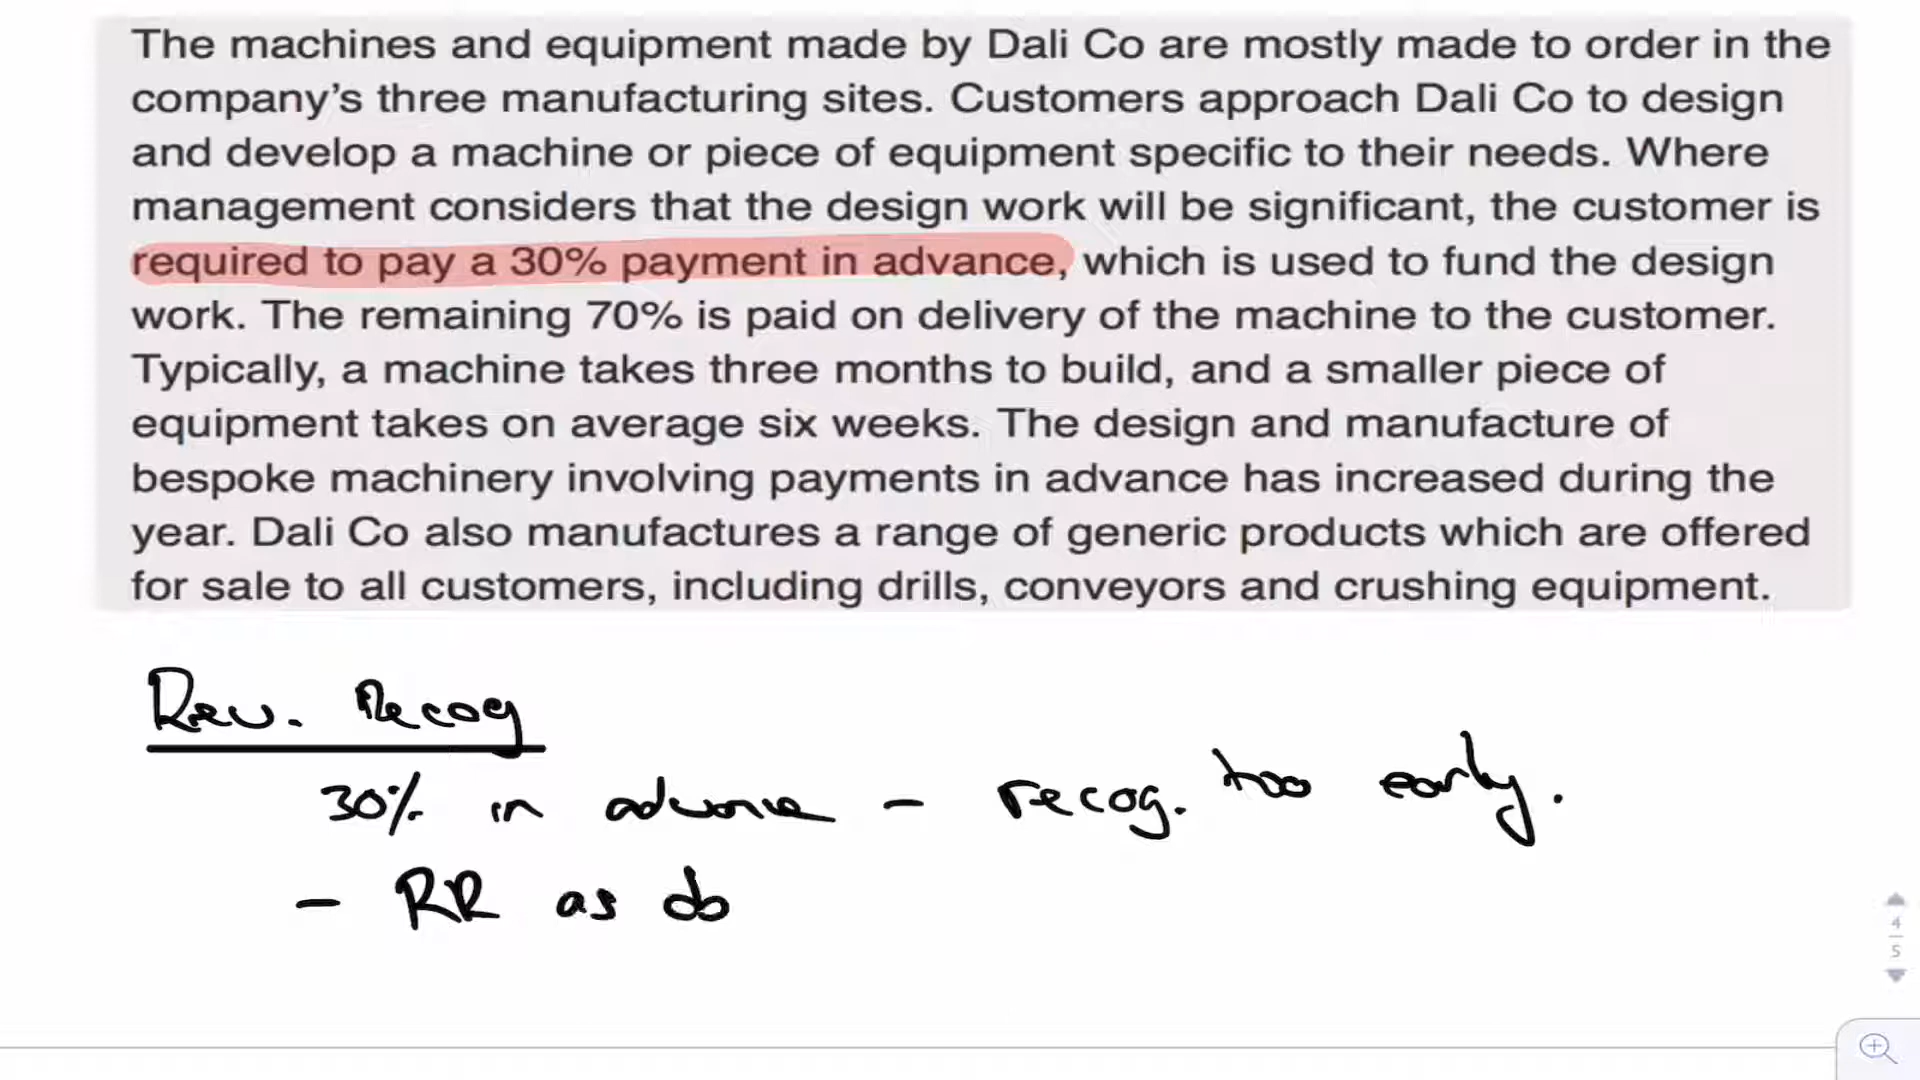 The machines and equipment made by Dali Co are mostly made to order in the
company's three manufacturing sites. Customers approach Dali Co to design
and develop a machine or piece of equipment specific to their needs. Where
management considers that the design work will be significant, the customer is
required to pay a 30% payment in advance, which is used to fund the design
work. The remaining 70% is paid on delivery of the machine to the customer.
Typically, a machine takes three months to build, and a smaller piece of
equipment takes on average six weeks. The design and manufacture of
bespoke machinery involving payments in advance has increased during the
year. Dali Co also manufactures a range of generic products which are offered
for sale to all customers, including drills, conveyors and crushing equipment.
Rev. Recog
30% in advance - recog. too early.
- RR as do
4
5